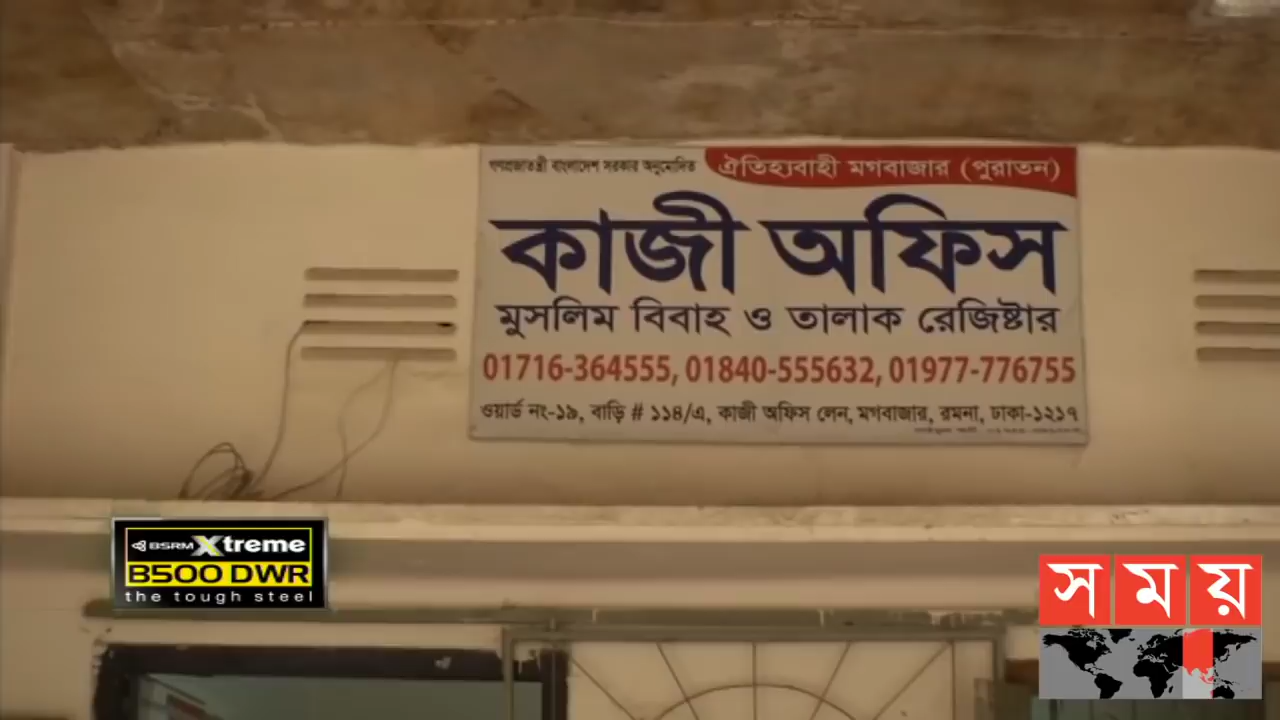 গণপ্রজাতন্ত্রী বাংলাদেশ সরকার অনুমোদিত
ঐতিহ্যবাহী মগবাজার (পুরাতন)
কাজী অফিস
মুসলিম বিবাহ ও তালাক রেজিষ্টার
01716-364555, 01840-555632, 01977-776755
ওয়ার্ড নং-১৯, বাড়ি # ১১৪/এ, কাজী অফিস লেন, মগবাজার, রমনা, ঢাকা-১২১৭
BSRM Xtreme
B500 DWR
the tough steel
সময়